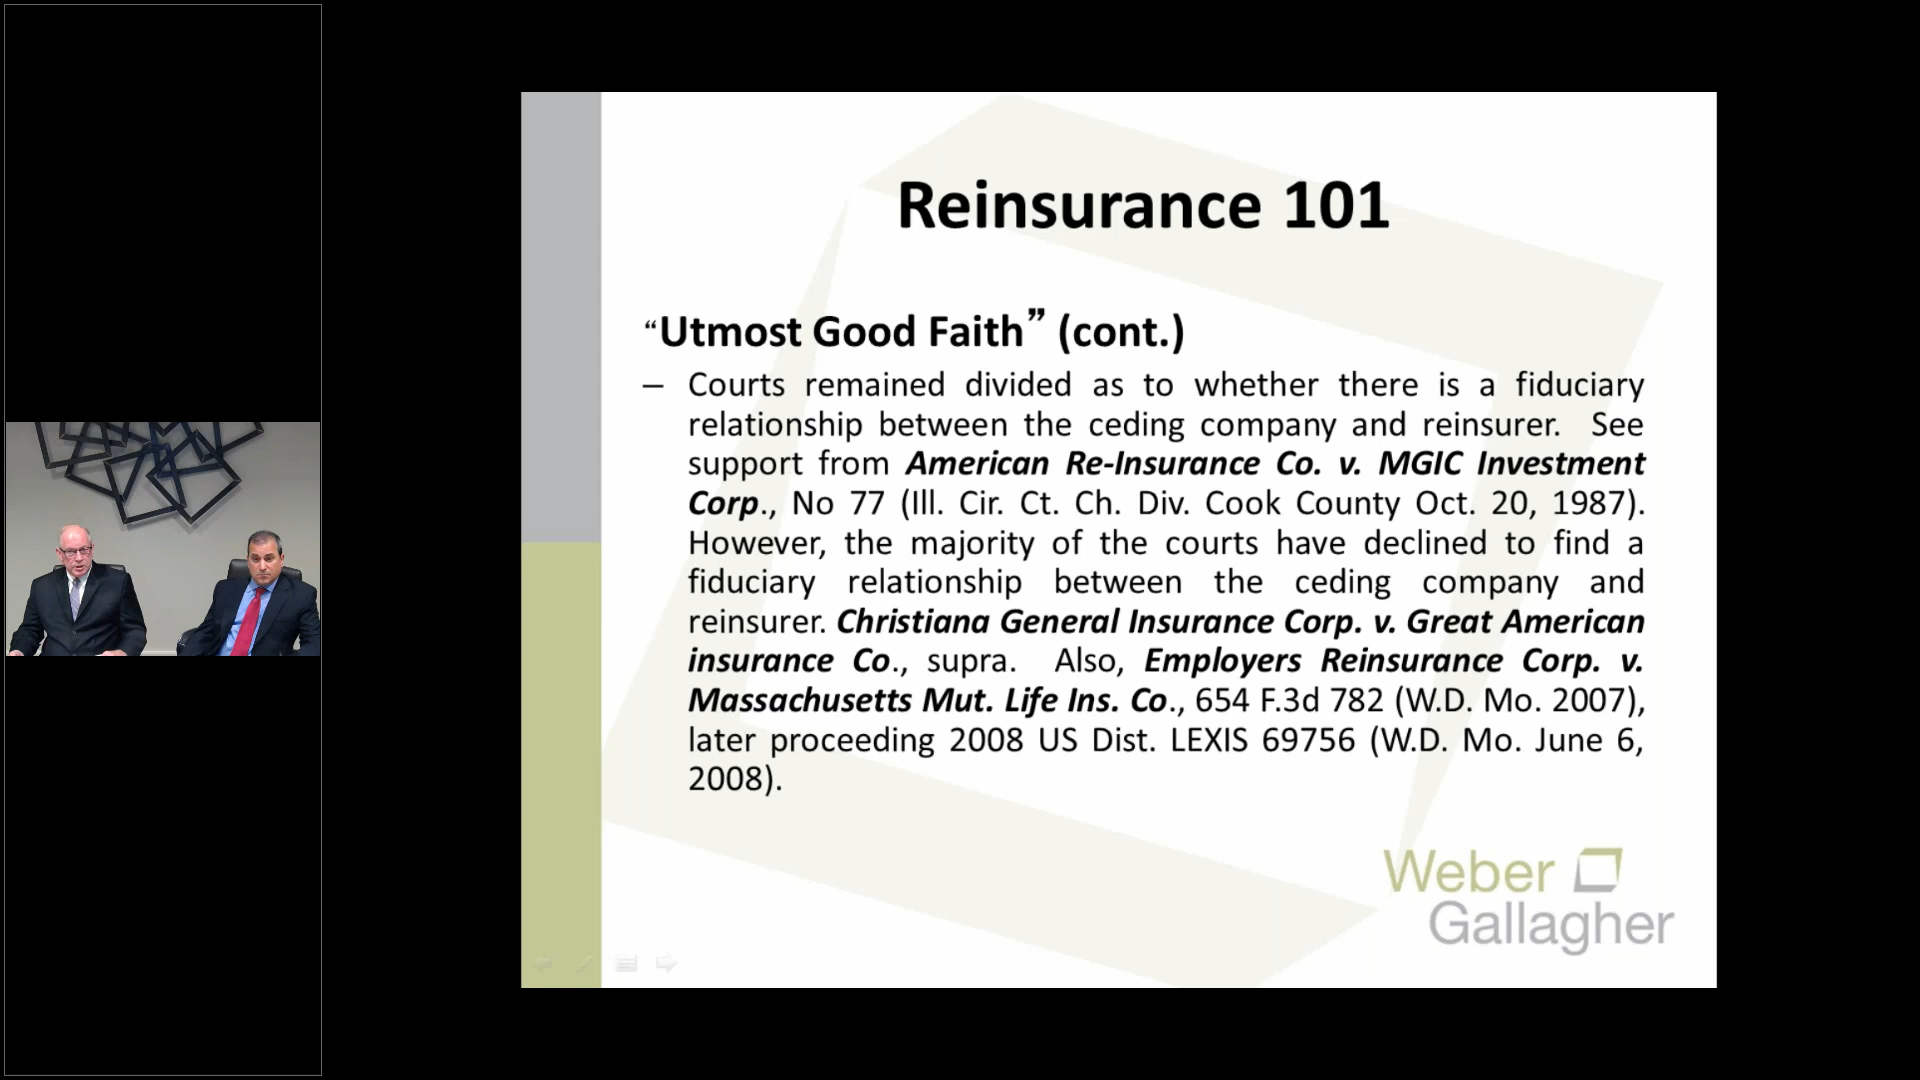 Reinsurance 101
“Utmost Good Faith” (cont.)
– Courts remained divided as to whether there is a fiduciary
relationship between the ceding company and reinsurer. See
support from American Re-Insurance Co. v. MGIC Investment
Corp., No 77 (Ill. Cir. Ct. Ch. Div. Cook County Oct. 20, 1987).
However, the majority of the courts have declined to find a
fiduciary relationship between the ceding company and
reinsurer. Christiana General Insurance Corp. v. Great American
insurance Co., supra. Also, Employers Reinsurance Corp. v.
Massachusetts Mut. Life Ins. Co., 654 F.3d 782 (W.D. Mo. 2007),
later proceeding 2008 US Dist. LEXIS 69756 (W.D. Mo. June 6,
2008).
Weber
Gallagher